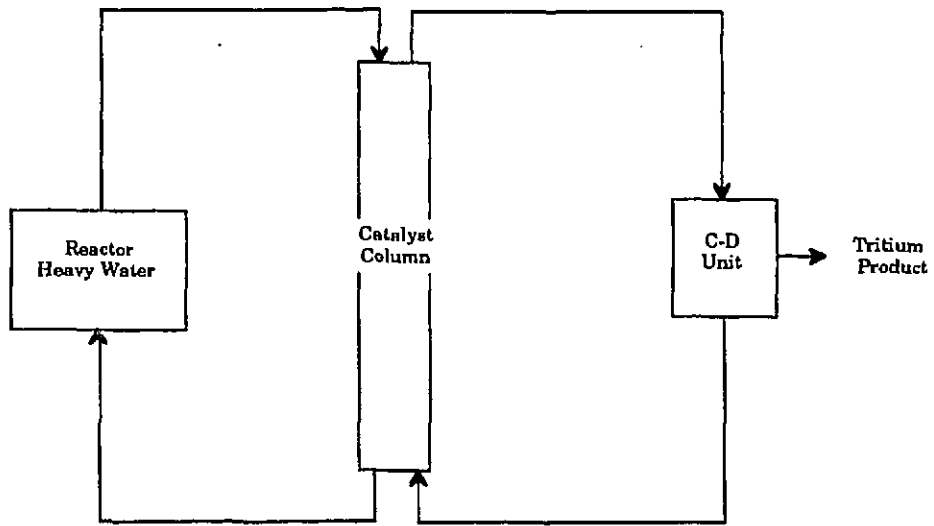 Reactor
Heavy Water
Catalyst
Column
C-D
Unit
Tritium
Product